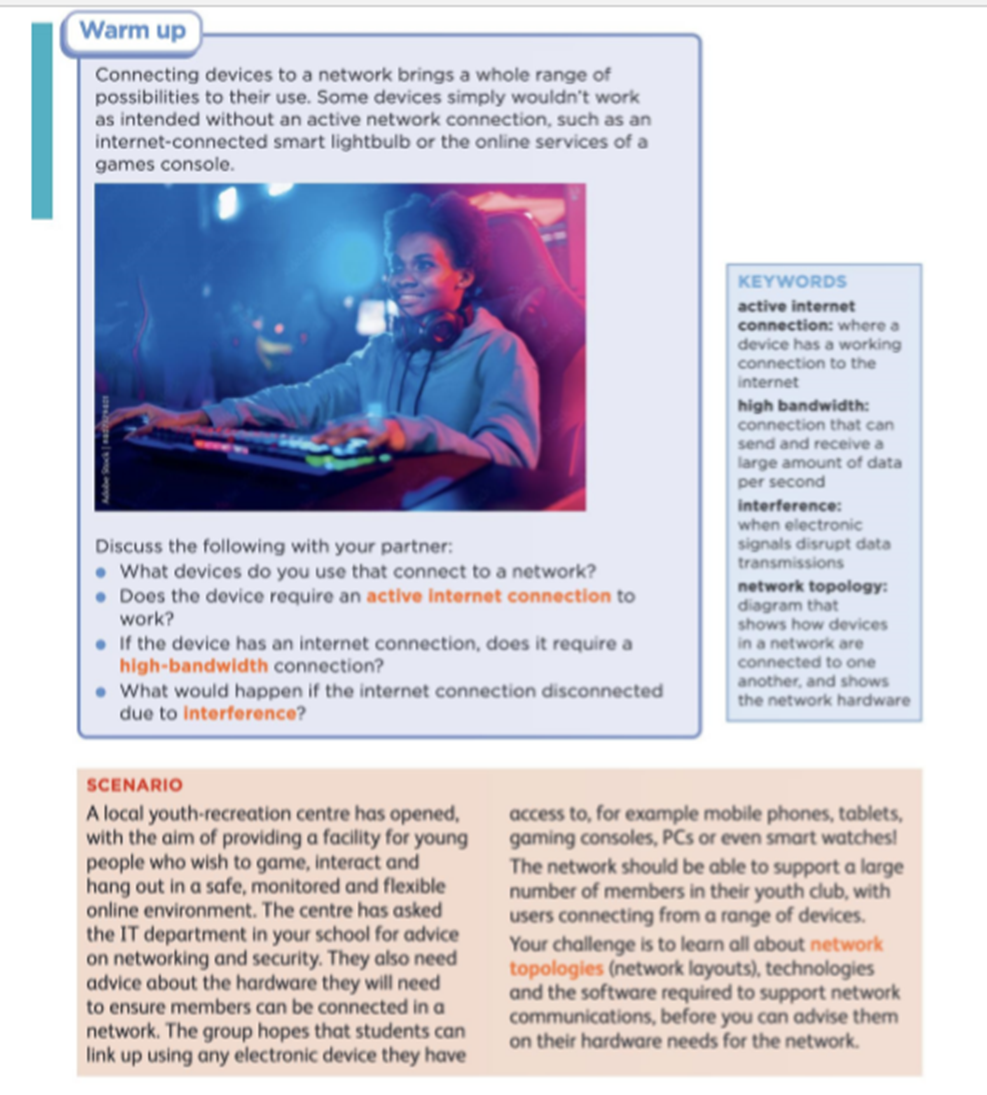 Warm up
Connecting devices to a network brings a whole range of
possibilities to their use. Some devices simply wouldn't work
as intended without an active network connection, such as an
internet-connected smart lightbulb or the online services of a
games console.
Adobe Stock |
Discuss the following with your partner:
• What devices do you use that connect to a network?
• Does the device require an active internet connection to
work?
• If the device has an internet connection, does it require a
high-bandwidth connection?
• What would happen if the internet connection disconnected
due to interference?
KEYWORDS
active internet
connection: where a
device has a working
connection to the
internet
high bandwidth:
connection that can
send and receive a
large amount of data
per second
interference:
when electronic
signals disrupt data
transmissions
network topology:
diagram that
shows how devices
in a network are
connected to one
another, and shows
the network hardware
SCENARIO
A local youth-recreation centre has opened,
with the aim of providing a facility for young
people who wish to game, interact and
hang out in a safe, monitored and flexible
online environment. The centre has asked
the IT department in your school for advice
on networking and security. They also need
advice about the hardware they will need
to ensure members can be connected in a
network. The group hopes that students can
link up using any electronic device they have
access to, for example mobile phones, tablets,
gaming consoles, PCs or even smart watches!
The network should be able to support a large
number of members in their youth club, with
users connecting from a range of devices.
Your challenge is to learn all about network
topologies (network layouts), technologies
and the software required to support network
communications, before you can advise them
on their hardware needs for the network.